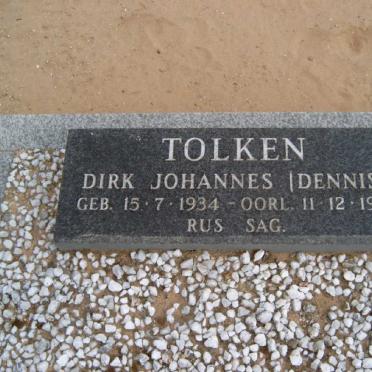 TOLKEN
DIRK JOHANNES (DENNIS
GEB. 15·7·1934 - OORL. 11·12·19
RUS SAG.